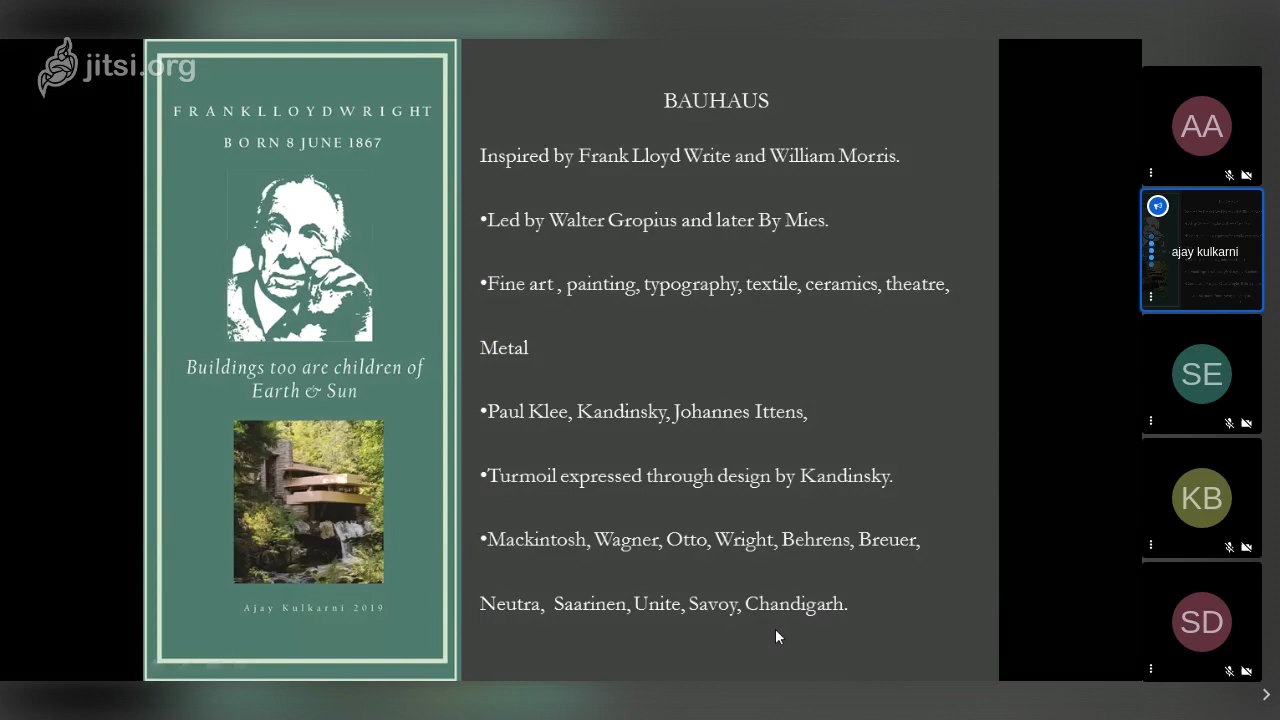 jitsi.org
FRANKLLOYDWRIGHT
BORN 8 JUNE 1867
Buildings too are children of
Earth & Sun
Ajay Kulkarni 2019
BAUHAUS
Inspired by Frank Lloyd Write and William Morris.
•Led by Walter Gropius and later By Mies.
•Fine art , painting, typography, textile, ceramics, theatre,
Metal
•Paul Klee, Kandinsky, Johannes Ittens,
•Turmoil expressed through design by Kandinsky.
•Mackintosh, Wagner, Otto, Wright, Behrens, Breuer,
Neutra, Saarinen, Unite, Savoy, Chandigarh.
AA
ajay kulkarni
SE
KB
SD